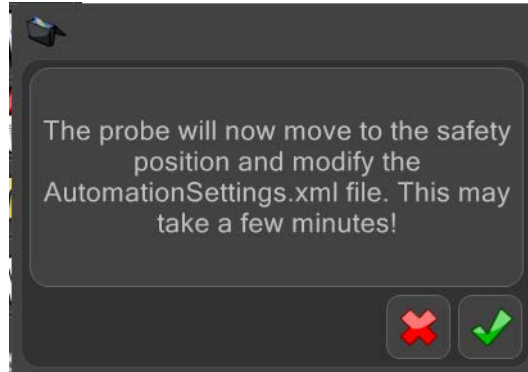 The probe will now move to the safety
position and modify the
AutomationSettings.xml file. This may
take a few minutes!